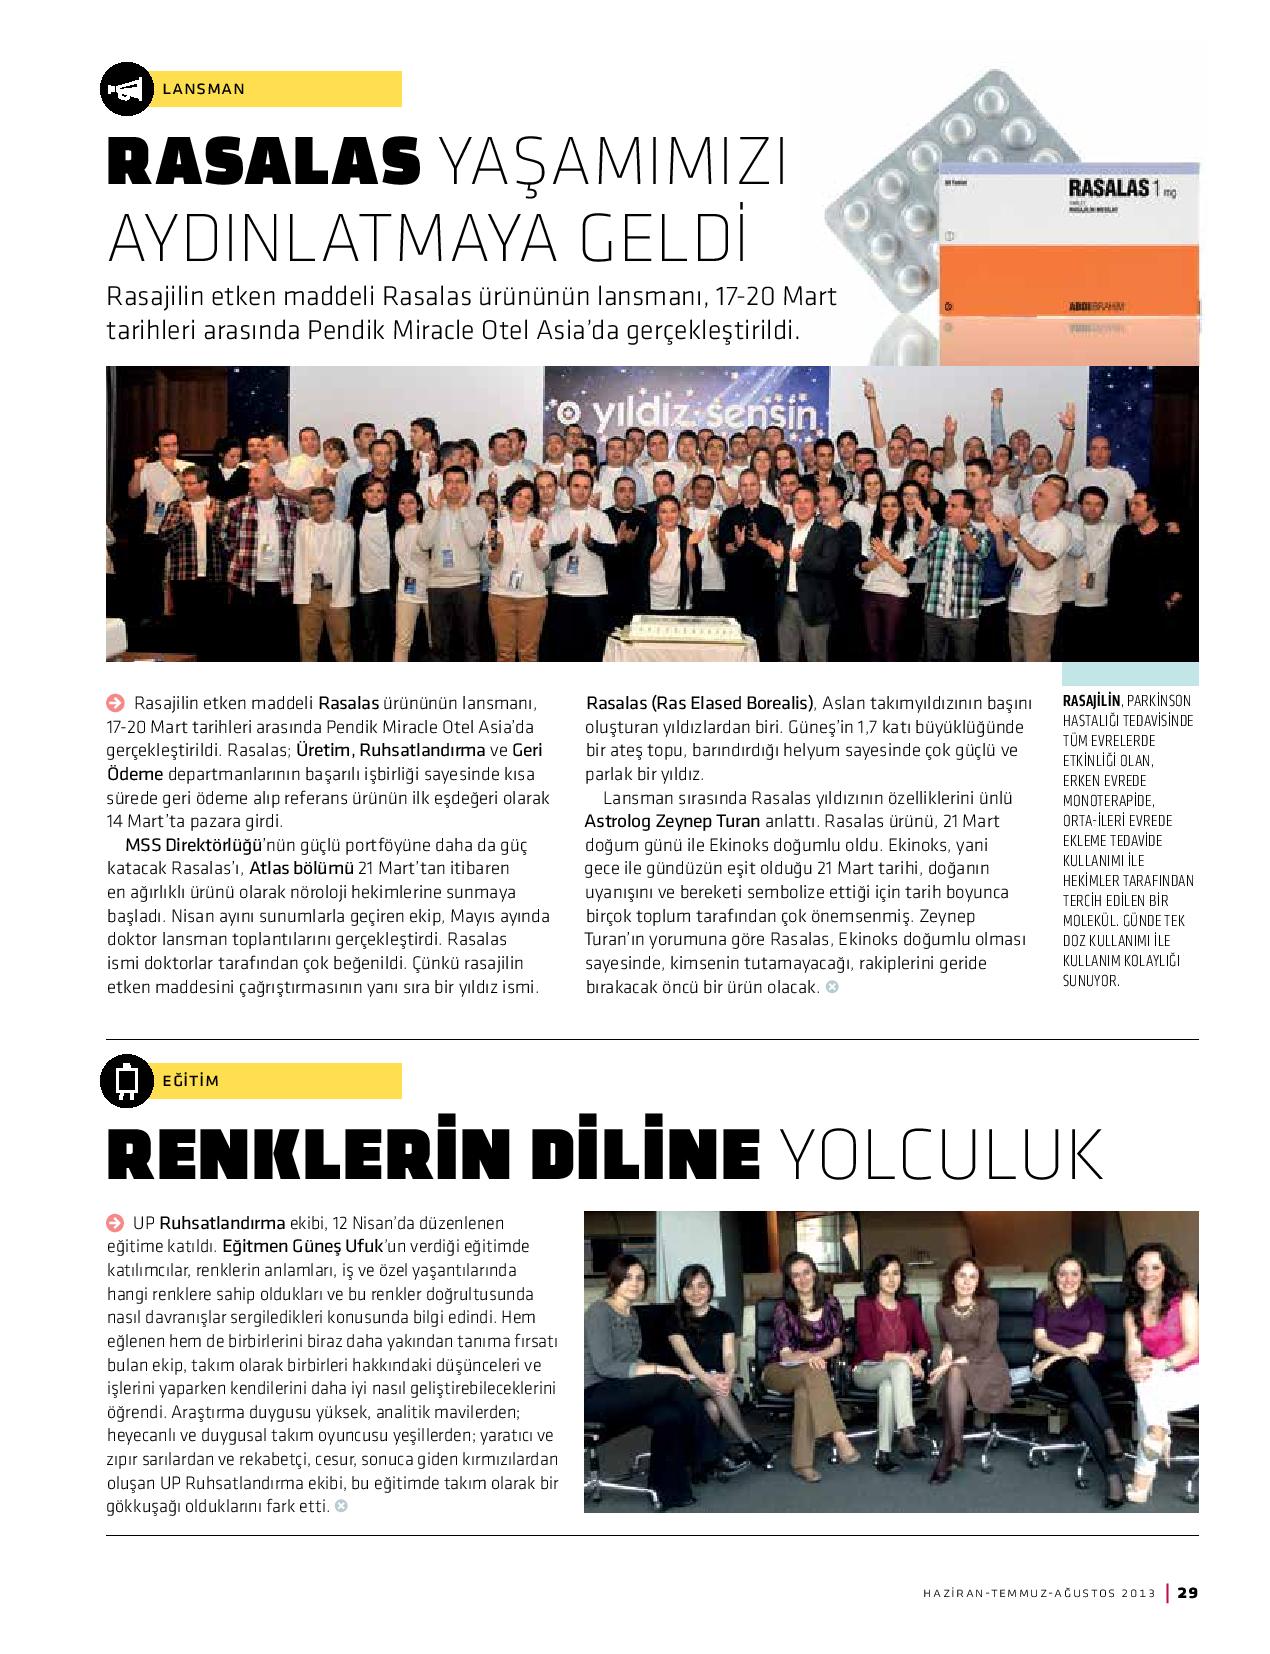 LANSMAN
RASALAS YAŞAMIMIZI
AYDINLATMAYA GELDİ
Rasajilin etken maddeli Rasalas ürününün lansmanı, 17-20 Mart
tarihleri arasında Pendik Miracle Otel Asia’da gerçekleştirildi.
RASALAS 1 mg
RASAJILIN MESILAT
ABDİ İBRAHİM
yıldız sensin
Rasajilin etken maddeli Rasalas ürününün lansmanı,
17-20 Mart tarihleri arasında Pendik Miracle Otel Asia’da
gerçekleştirildi. Rasalas; Üretim, Ruhsatlandırma ve Geri
Ödeme departmanlarının başarılı işbirliği sayesinde kısa
sürede geri ödeme alıp referans ürünün ilk eşdeğeri olarak
14 Mart’ta pazara girdi.
MSS Direktörlüğü’nün güçlü portföyüne daha da güç
katacak Rasalas’ı, Atlas bölümü 21 Mart’tan itibaren
en ağırlıklı ürünü olarak nöroloji hekimlerine sunmaya
başladı. Nisan ayını sunumlarla geçiren ekip, Mayıs ayında
doktor lansman toplantılarını gerçekleştirdi. Rasalas
ismi doktorlar tarafından çok beğenildi. Çünkü rasajilin
etken maddesini çağrıştırmasının yanı sıra bir yıldız ismi.
Rasalas (Ras Elased Borealis), Aslan takımyıldızının başını
oluşturan yıldızlardan biri. Güneş’in 1,7 katı büyüklüğünde
bir ateş topu, barındırdığı helyum sayesinde çok güçlü ve
parlak bir yıldız.
Lansman sırasında Rasalas yıldızının özelliklerini ünlü
Astrolog Zeynep Turan anlattı. Rasalas ürünü, 21 Mart
doğum günü ile Ekinoks doğumlu oldu. Ekinoks, yani
gece ile gündüzün eşit olduğu 21 Mart tarihi, doğanın
uyanışını ve bereketi sembolize ettiği için tarih boyunca
birçok toplum tarafından çok önemsenmiş. Zeynep
Turan’ın yorumuna göre Rasalas, Ekinoks doğumlu olması
sayesinde, kimsenin tutamayacağı, rakiplerini geride
bırakacak öncü bir ürün olacak.
RASAJİLİN, PARKİNSON
HASTALIĞI TEDAVİSİNDE
TÜM EVRELERDE
ETKİNLİĞİ OLAN,
ERKEN EVREDE
MONOTERAPİDE,
ORTA-İLERİ EVREDE
EKLEME TEDAVİDE
KULLANIMI İLE
HEKİMLER TARAFINDAN
TERCİH EDİLEN BİR
MOLEKÜL. GÜNDE TEK
DOZ KULLANIMI İLE
KULLANIM KOLAYLIĞI
SUNUYOR.
EĞİTİM
RENKLERİN DİLİNE YOLCULUK
UP Ruhsatlandırma ekibi, 12 Nisan’da düzenlenen
eğitime katıldı. Eğitmen Güneş Ufuk’un verdiği eğitimde
katılımcılar, renklerin anlamları, iş ve özel yaşantılarında
hangi renklere sahip oldukları ve bu renkler doğrultusunda
nasıl davranışlar sergiledikleri konusunda bilgi edindi. Hem
eğlenen hem de birbirlerini biraz daha yakından tanıma fırsatı
bulan ekip, takım olarak birbirleri hakkındaki düşünceleri ve
işlerini yaparken kendilerini daha iyi nasıl geliştirebileceklerini
öğrendi. Araştırma duygusu yüksek, analitik mavilerden;
heyecanlı ve duygusal takım oyuncusu yeşillerden; yaratıcı ve
zıpır sarılardan ve rekabetçi, cesur, sonuca giden kırmızılardan
oluşan UP Ruhsatlandırma ekibi, bu eğitimde takım olarak bir
gökkuşağı olduklarını fark etti.
HAZİRAN-TEMMUZ-AĞUSTOS 2013 | 29